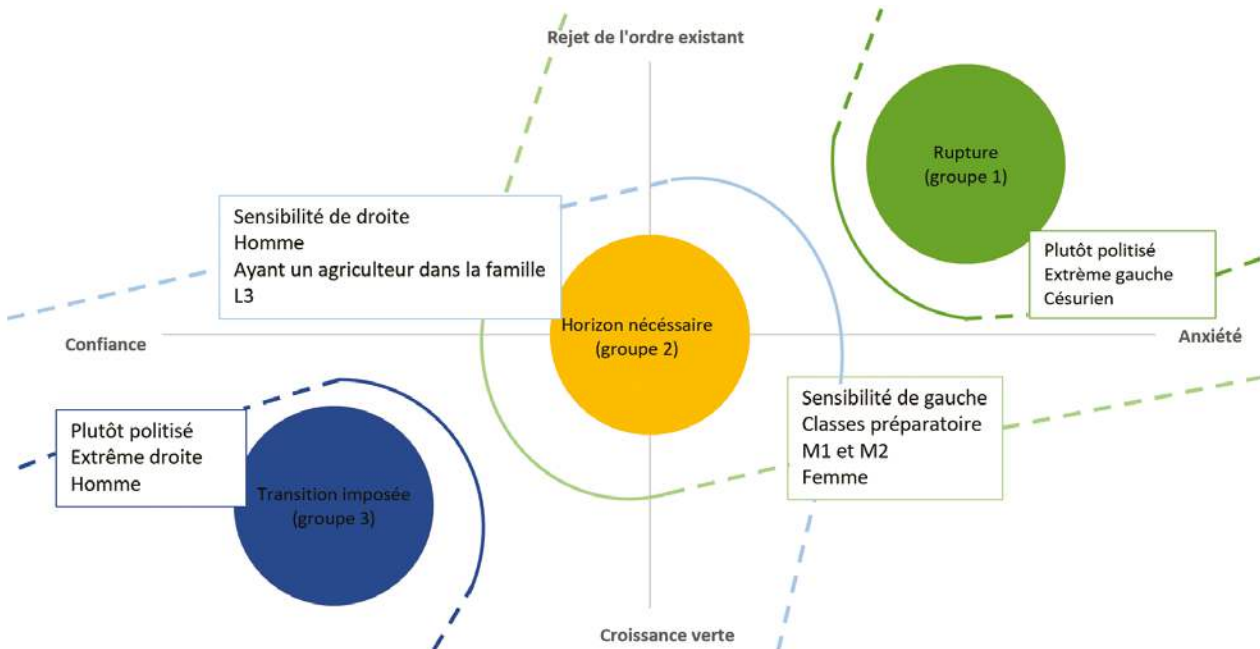 Rejet de l'ordre existant
Rupture
(groupe 1)
Sensibilité de droite
Homme
Ayant un agriculteur dans la famille
L3
Plutôt politisé
Extrème gauche
Césurien
Horizon nécéssaire
(groupe 2)
Confiance
Anxiété
Sensibilité de gauche
Classes préparatoire
M1 et M2
Femme
Plutôt politisé
Extrême droite
Homme
Transition imposée
(groupe 3)
Croissance verte